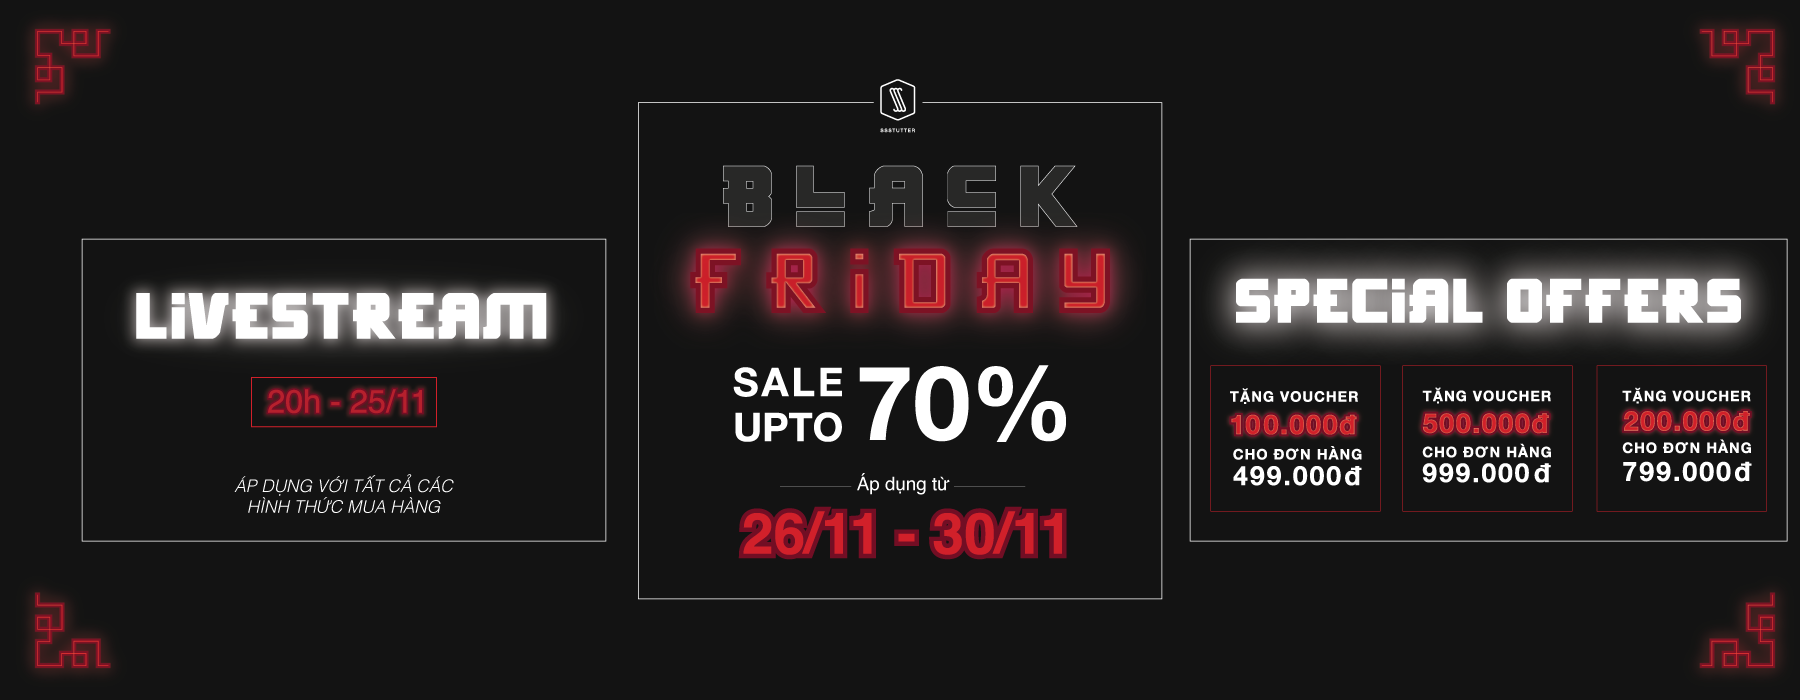 LiVESTREAM
20h - 25/11
ÁP DỤNG VỚI TẤT CẢ CÁC
HÌNH THỨC MUA HÀNG
SSSTUTTER
BLACK
FRiDAY
SALE
UPTO
70%
Áp dụng từ
26/11 - 30/11
SPECiAL OFFERS
TẶNG VOUCHER
100.000đ
CHO ĐƠN HÀNG
499.000đ
TẶNG VOUCHER
500.000đ
CHO ĐƠN HÀNG
999.000đ
TẶNG VOUCHER
200.000đ
CHO ĐƠN HÀNG
799.000đ